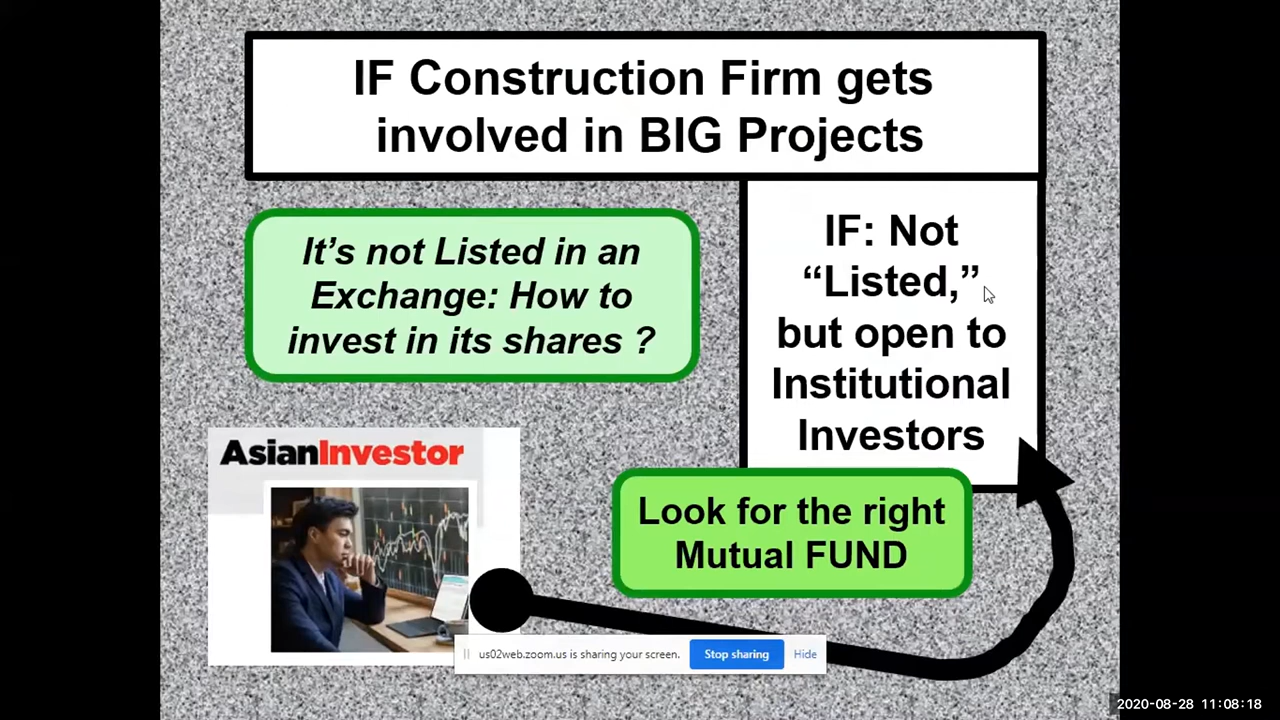 IF Construction Firm gets
involved in BIG Projects
It’s not Listed in an
Exchange: How to
invest in its shares ?
IF: Not
“Listed,”
but open to
Institutional
Investors
AsianInvestor
Look for the right
Mutual FUND
us02web.zoom.us is sharing your screen.
Stop sharing
Hide
2020-08-28 11:08:18